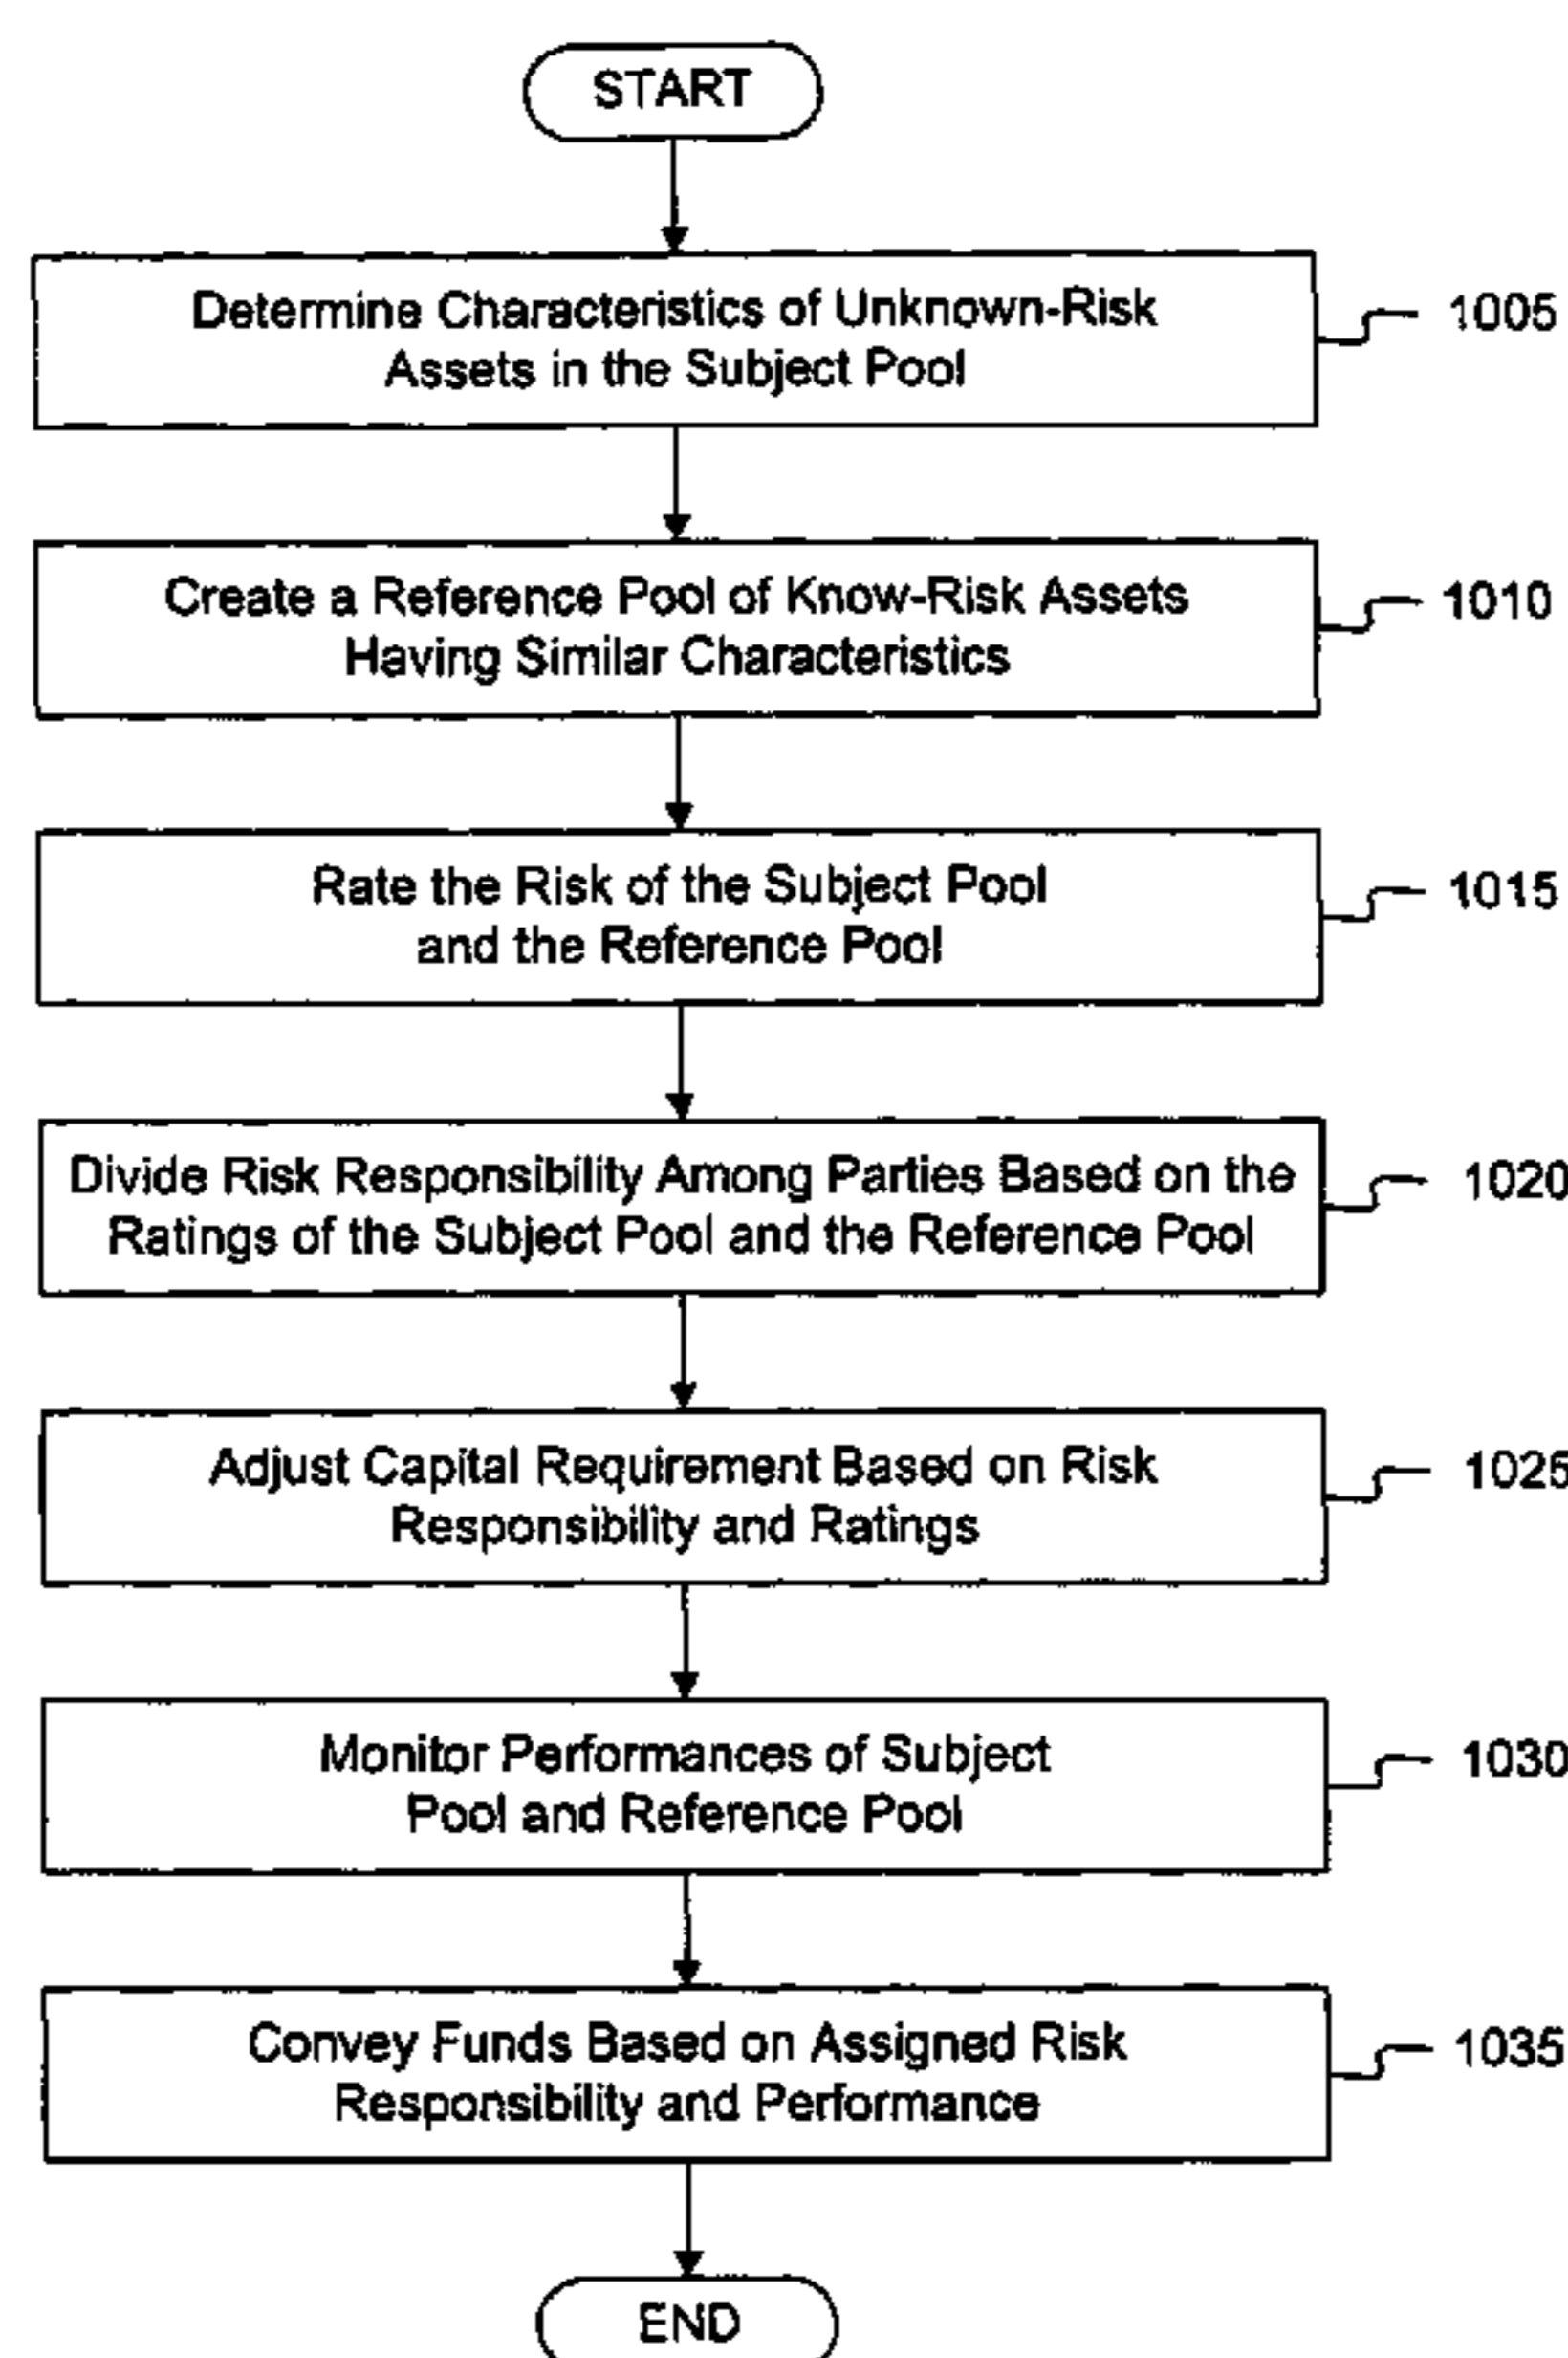 START
Determine Characteristics of Unknown-Risk
Assets in the Subject Pool
1005
Create a Reference Pool of Know-Risk Assets
Having Similar Characteristics
1010
Rate the Risk of the Subject Pool
and the Reference Pool
1015
Divide Risk Responsibility Among Parties Based on the
Ratings of the Subject Pool and the Reference Pool
1020
Adjust Capital Requirement Based on Risk
Responsibility and Ratings
1025
Monitor Performances of Subject
Pool and Reference Pool
1030
Convey Funds Based on Assigned Risk
Responsibility and Performance
1035
END